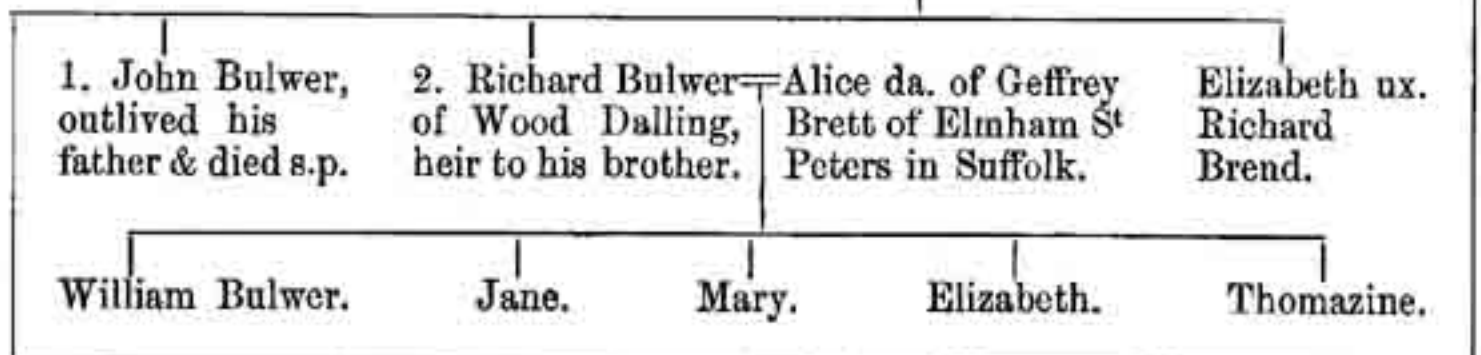 1. John Bulwer,
outlived his
father & died s.p.
2. Richard Bulwer
of Wood Dalling,
heir to his brother.
Alice da. of Geffrey
Brett of Elmham St
Peters in Suffolk.
Elizabeth ux.
Richard
Brend.
William Bulwer.
Jane.
Mary.
Elizabeth.
Thomazine.